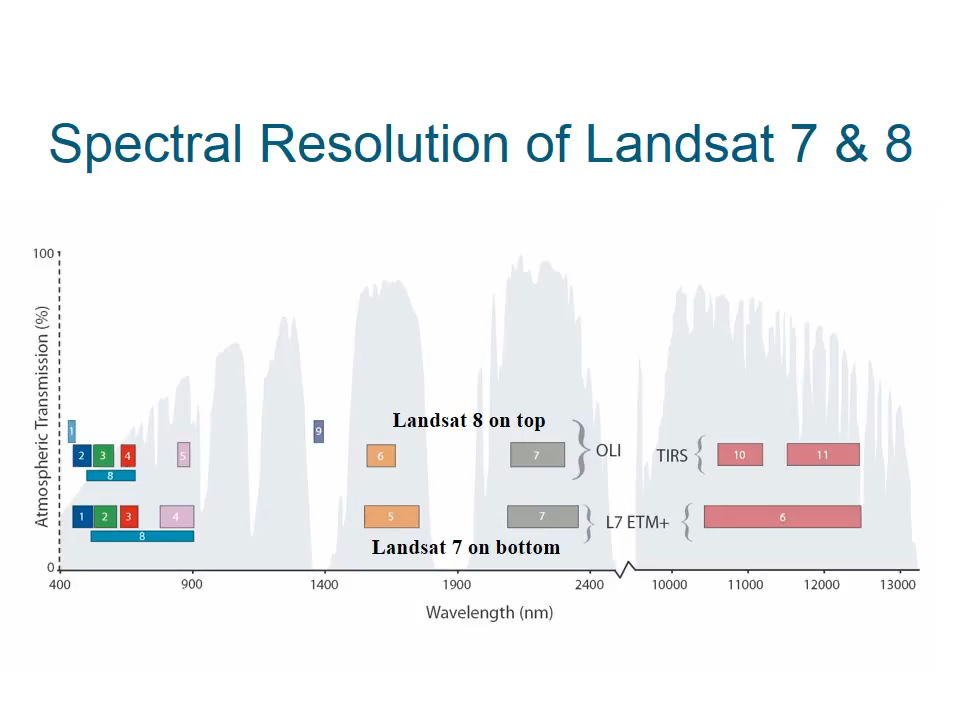 Spectral Resolution of Landsat 7 & 8
100
Atmospheric Transmission (%)
0
Landsat 8 on top
1
9
2 3 4 5 6 7 OLI TIRS 10 11
8
1 2 3 4 5 7 L7 ETM+ 6
8
Landsat 7 on bottom
400 900 1400 1900 2400 10000 11000 12000 13000
Wavelength (nm)